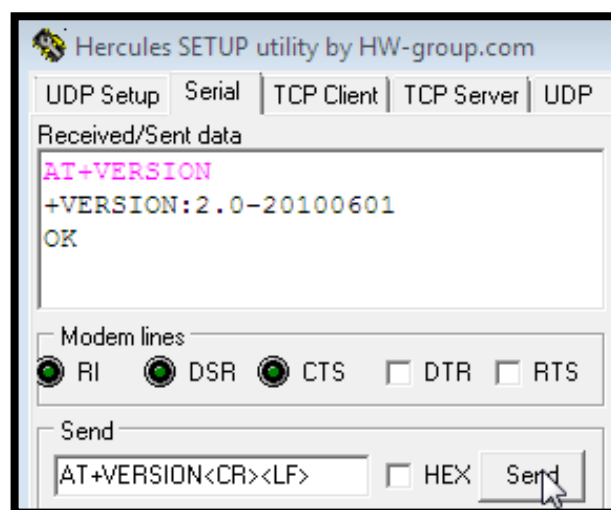 Hercules SETUP utility by HW-group.com
UDP Setup Serial TCP Client TCP Server UDP
Received/Sent data
AT+VERSION
+VERSION:2.0-20100601
OK
Modem lines
RI DSR CTS DTR RTS
Send
AT+VERSION<CR><LF> HEX Send